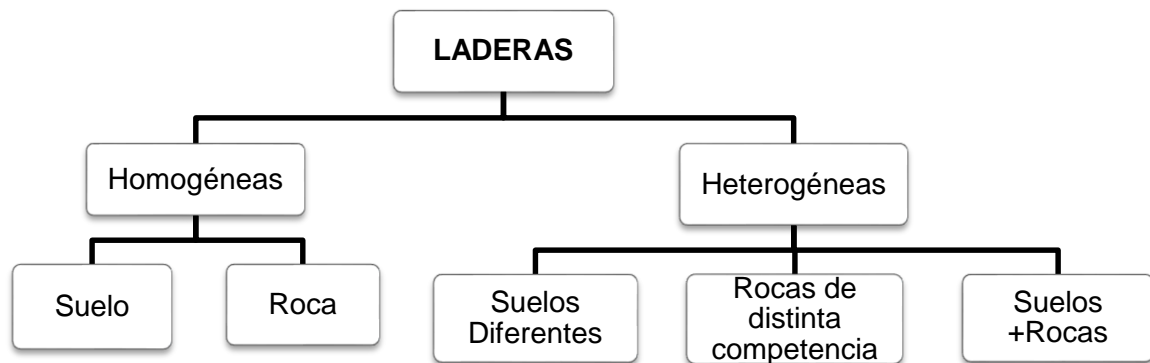 LADERAS
Homogéneas
Heterogéneas
Suelo
Roca
Suelos
Diferentes
Rocas de
distinta
competencia
Suelos
+Rocas